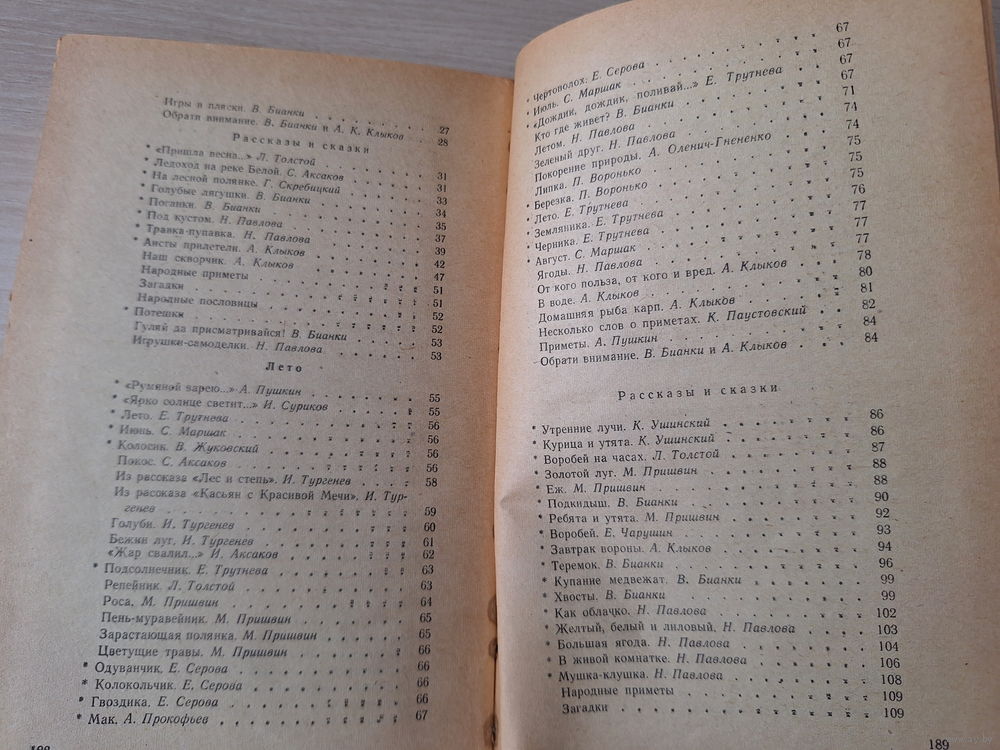 Игры и пляски. В. Бианки . . . . . . . . 27
Обрати внимание. В. Бианки и А. К. Клыков . . 28
Рассказы и сказки
* «Пришла весна...» Л. Толстой . . . . . . 31
* Ледоход на реке Белой. С. Аксаков . . . . . 31
* На лесной полянке. Г. Скребицкий . . . . . 33
* Голубые лягушки. В. Бианки . . . . . . 34
* Поганки. В. Бианки . . . . . . . . 35
* Под кустом. Н. Павлова . . . . . . . 37
* Травка-пупавка. Н. Павлова . . . . . . 39
* Аисты прилетели. А. Клыков . . . . . . 42
Наш скворчик. А. Клыков . . . . . . . 47
Народные приметы . . . . . . . . 51
Загадки . . . . . . . . . . 51
Народные пословицы . . . . . . . . 52
* Потешки . . . . . . . . . . 52
Гуляй да присматривайся! В. Бианки . . . . 53
Игрушки-самоделки. Н. Павлова . . . . . 53
Лето
* «Румяной зарею...» А. Пушкин . . . . . . 55
* «Ярко солнце светит...» И. Суриков . . . . . 55
* Лето. Е. Трутнева . . . . . . . . 56
* Июнь. С. Маршак . . . . . . . . 56
* Колосик. В. Жуковский . . . . . . . 56
Покос. С. Аксаков . . . . . . . . 56
Из рассказа «Лес и степь». И. Тургенев . . . . 58
Из рассказа «Касьян с Красивой Мечи». И. Тур-
генев . . . . . . . . . . 59
Голуби. И. Тургенев . . . . . . . . 60
Бежин луг. И. Тургенев . . . . . . . 61
«Жар свалил...» И. Аксаков . . . . . . 62
* Подсолнечник. Е. Трутнева . . . . . . . 63
Репейник. Л. Толстой . . . . . . . . 63
Роса. М. Пришвин . . . . . . . . 64
Пень-муравейник. М. Пришвин . . . . . . 65
Зарастающая полянка. М. Пришвин . . . . . 65
Цветущие травы. М. Пришвин . . . . . . 66
* Одуванчик. Е. Серова . . . . . . . . 66
* Колокольчик. Е. Серова . . . . . . . 66
* Гвоздика. Е. Серова . . . . . . . . 66
* Мак. А. Прокофьев . . . . . . . . 67
188
* Чертополох. Е. Серова . . . . . . . 67
* Июль. С. Маршак . . . . . . . . 67
* «Дождик, дождик, поливай...» Е. Трутнева . . . 67
Кто где живет? В. Бианки . . . . . . 67
* Летом. Н. Павлова . . . . . . . . 71
Зеленый друг. Н. Павлова . . . . . . 74
Покорение природы. А. Оленич-Гнененко . . . 74
Липка. П. Воронько . . . . . . . . 75
* Березка. П. Воронько . . . . . . . 75
* Лето. Е. Трутнева . . . . . . . . 75
* Земляника. Е. Трутнева . . . . . . . 76
* Черника. Е. Трутнева . . . . . . . 77
* Август. С. Маршак . . . . . . . . 77
Ягоды. Н. Павлова . . . . . . . . 77
От кого польза, от кого и вред. А. Клыков . . 78
В воде. А. Клыков . . . . . . . . 80
Домашняя рыба карп. А. Клыков . . . . . 81
Несколько слов о приметах. К. Паустовский . . 82
Приметы. А. Пушкин . . . . . . . . 84
Обрати внимание. В. Бианки и А. Клыков . . . 84
Рассказы и сказки
* Утренние лучи. К. Ушинский . . . . . . 86
* Курица и утята. К. Ушинский . . . . . . 86
* Воробей на часах. Л. Толстой . . . . . . 87
* Золотой луг. М. Пришвин . . . . . . . 88
* Еж. М. Пришвин . . . . . . . . 88
* Подкидыш. В. Бианки . . . . . . . . 90
* Ребята и утята. М. Пришвин . . . . . . 92
* Воробей. Е. Чарушин . . . . . . . . 93
* Завтрак вороны. А. Клыков . . . . . . 94
* Теремок. В. Бианки . . . . . . . . 96
* Купание медвежат. В. Бианки . . . . . . 99
* Хвосты. В. Бианки . . . . . . . . 99
* Как облачко. Н. Павлова . . . . . . . 102
* Желтый, белый и лиловый. Н. Павлова . . . . 103
* Большая ягода. Н. Павлова . . . . . . 104
* В живой комнатке. Н. Павлова . . . . . . 106
* Мушка-клушка. Н. Павлова . . . . . . 108
Народные приметы . . . . . . . . 109
Загадки . . . . . . . . . . 109
189